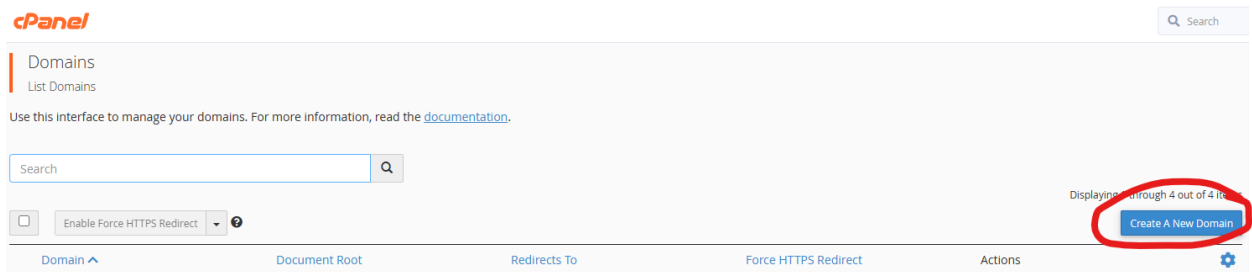 cPanel
Search
Domains
List Domains
Use this interface to manage your domains. For more information, read the documentation.
Search
Displaying through 4 out of 4
Enable Force HTTPS Redirect
Create A New Domain
Domain Document Root Redirects To Force HTTPS Redirect Actions